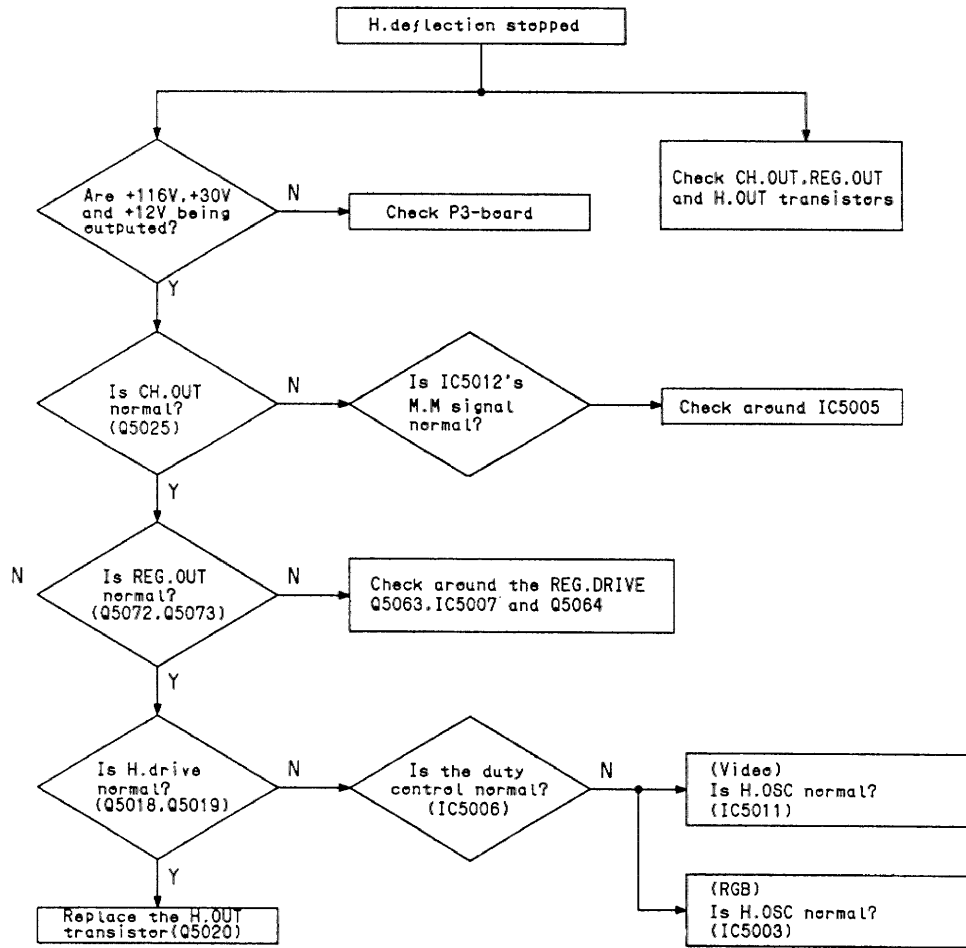 H.deflection stopped
Are +116V,+30V
and +12V being
outputed?
N
Check P3-board
Check CH.OUT,REG.OUT
and H.OUT transistors
Y
Is CH.OUT
normal?
(Q5025)
N
Is IC5012's
M.M signal
normal?
Check around IC5005
Y
N
Is REG.OUT
normal?
(Q5072.Q5073)
N
Check around the REG.DRIVE
Q5063.IC5007 and Q5064
Y
Is H.drive
normal?
(Q5018.Q5019)
N
Is the duty
control normal?
(IC5006)
N
(Video)
Is H.OSC normal?
(IC5011)
Y
(RGB)
Is H.OSC normal?
(IC5003)
Replace the H.OUT
transistor(Q5020)